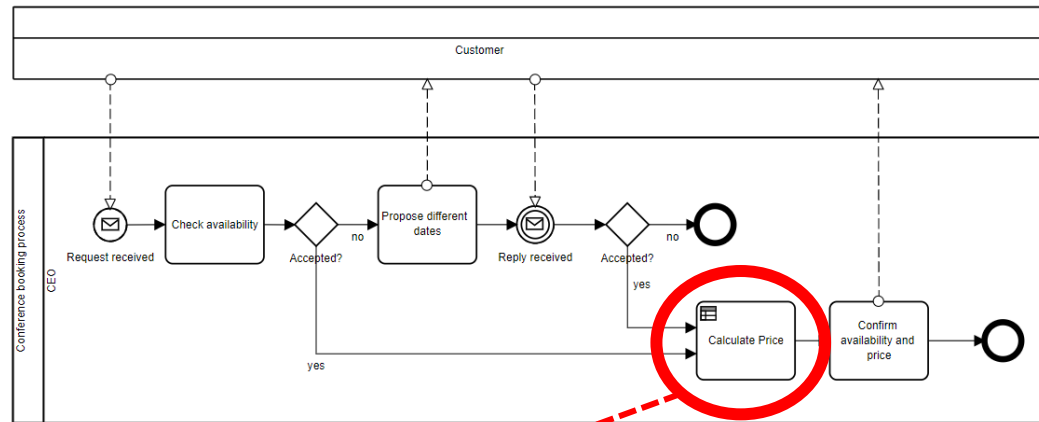 Customer
Conference booking process
CEO
Request received
Check availability
Accepted?
no
yes
Propose different
dates
Reply received
Accepted?
no
yes
Calculate Price
Confirm
availability and
price